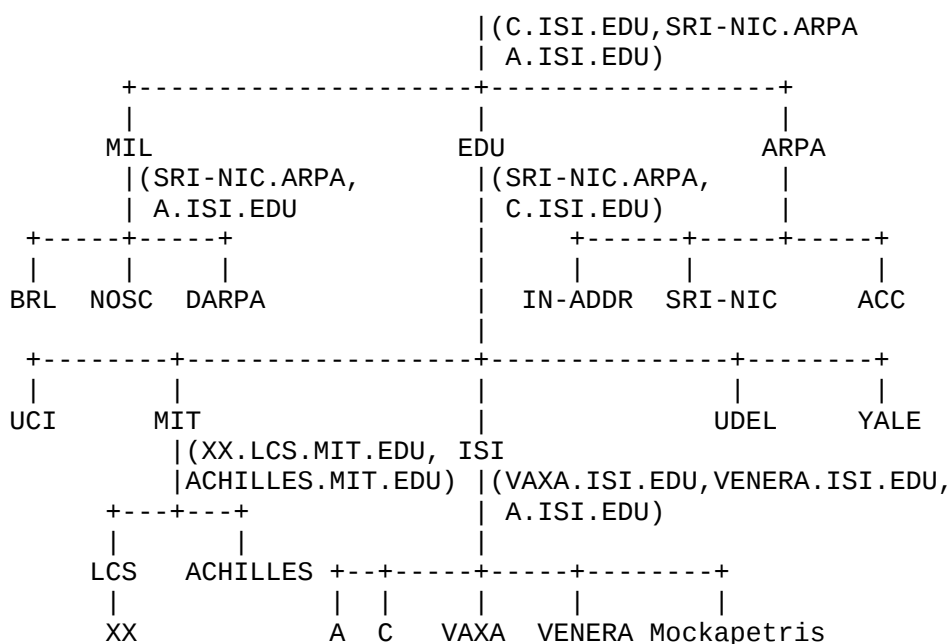 |(C.ISI.EDU,SRI-NIC.ARPA
| A.ISI.EDU)
+---------------------+------------------+
| | |
MIL EDU ARPA
|(SRI-NIC.ARPA, |(SRI-NIC.ARPA, |
| A.ISI.EDU | C.ISI.EDU) |
+-----+-----+ | +------+-----+-----+
| | | | | | |
BRL NOSC DARPA | IN-ADDR SRI-NIC ACC
|
+--------+------------------+---------------+--------+
| | | | |
UCI MIT | UDEL YALE
|(XX.LCS.MIT.EDU, ISI
|ACHILLES.MIT.EDU) |(VAXA.ISI.EDU,VENERA.ISI.EDU,
+---+---+ | A.ISI.EDU)
| | |
LCS ACHILLES +--+-----+-----+--------+
| | | | | |
XX A C VAXA VENERA Mockapetris